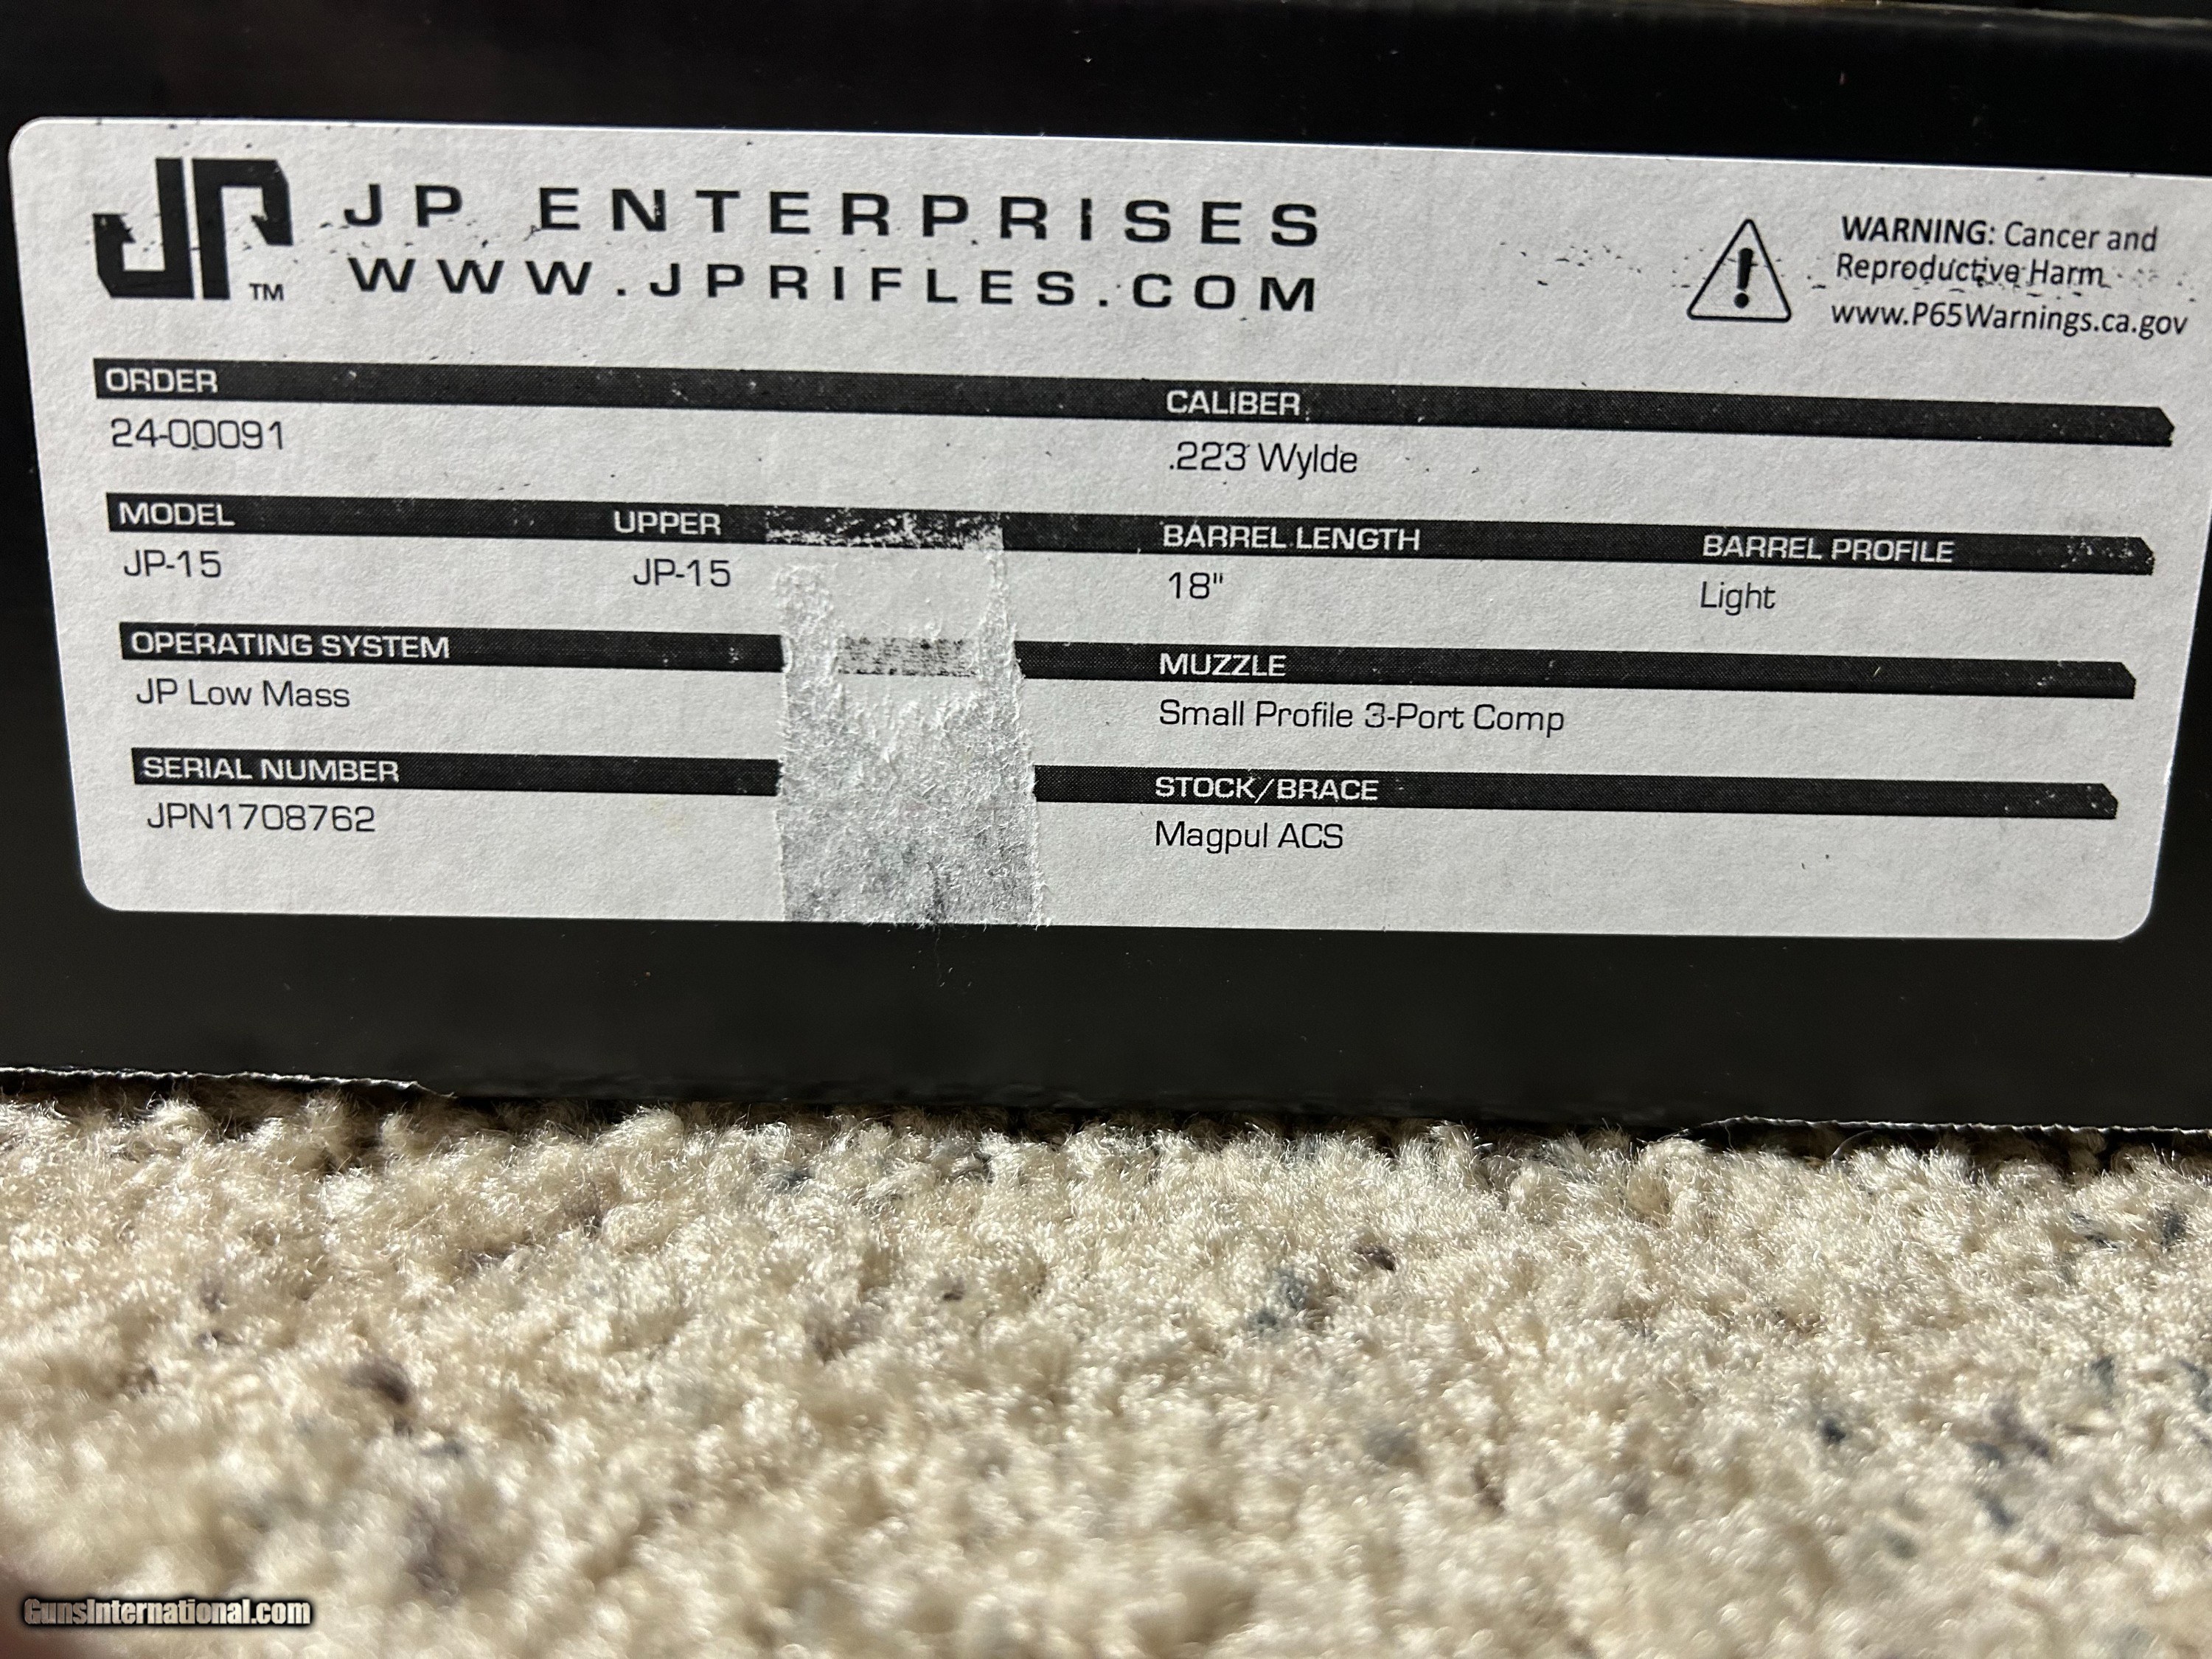 JP ™ JP ENTERPRISES
WWW.JPRIFLES.COM
WARNING: Cancer and
Reproductive Harm
www.P65Warnings.ca.gov
ORDER CALIBER
24-00091 .223 Wylde
MODEL UPPER BARREL LENGTH BARREL PROFILE
JP-15 JP-15 18" Light
OPERATING SYSTEM MUZZLE
JP Low Mass Small Profile 3-Port Comp
SERIAL NUMBER STOCK/BRACE
JPN1708762 Magpul ACS
GunsInternational.com